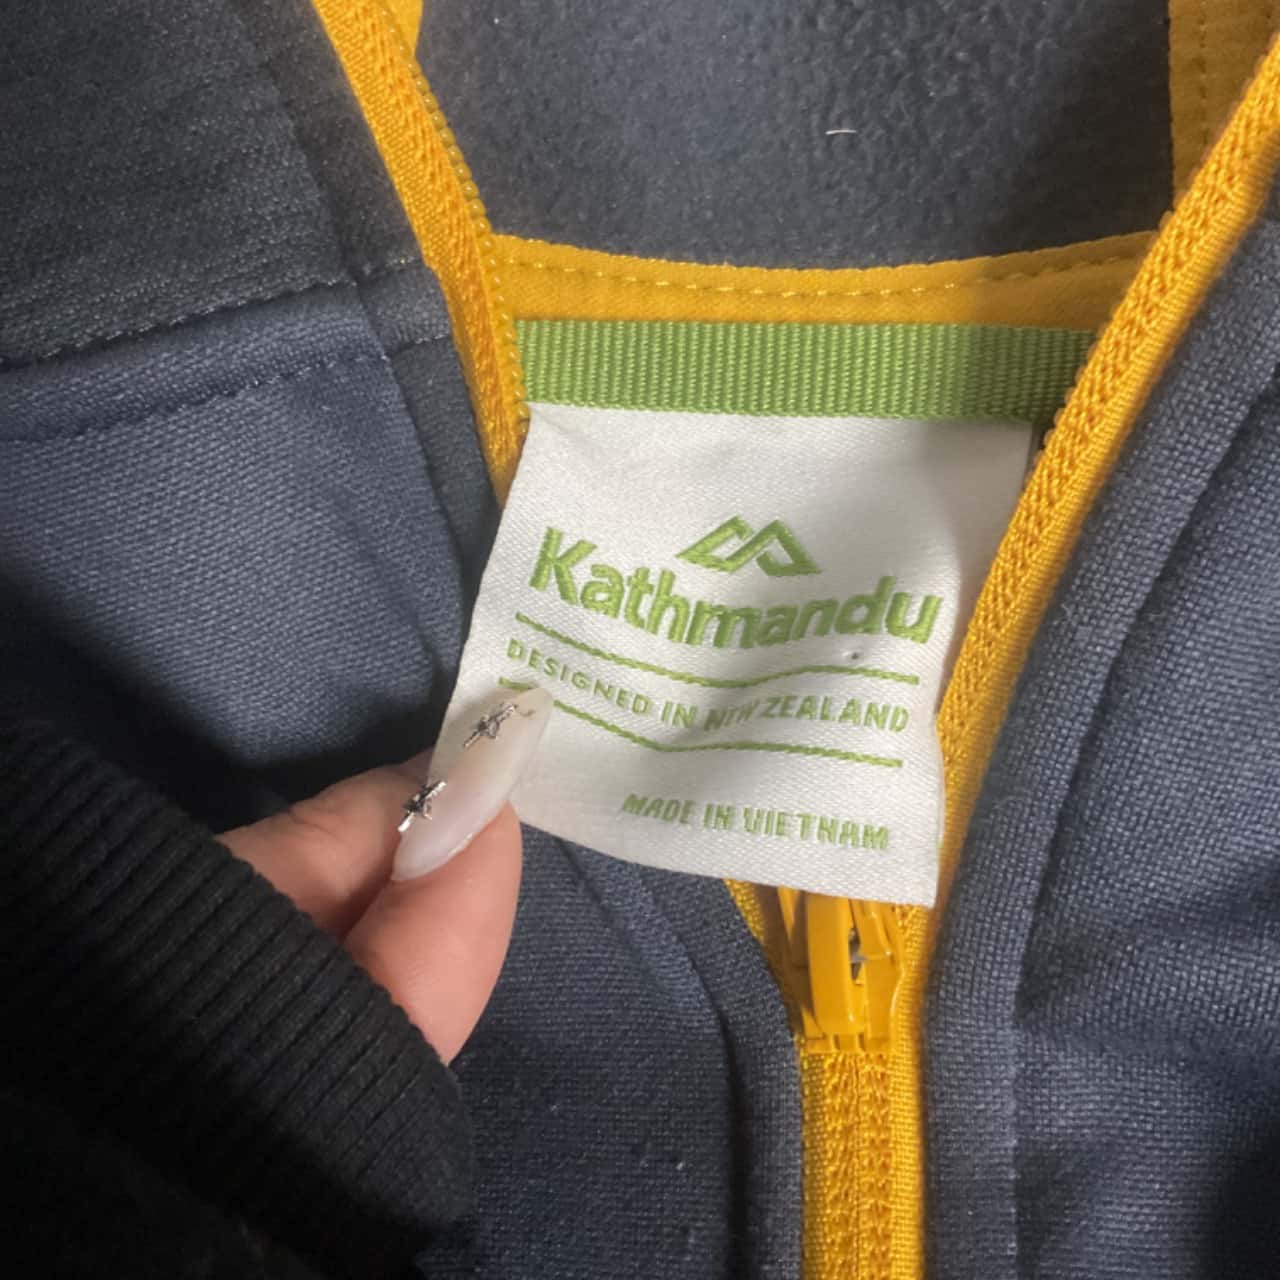 Kathmandu
DESIGNED IN NEW ZEALAND
MADE IN VIETNAM